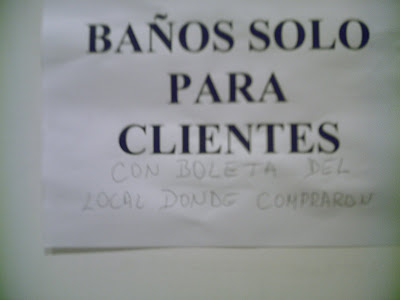 BAÑOS SOLO
PARA
CLIENTES
CON BOLETA DEL
LOCAL DONDE COMPRARON